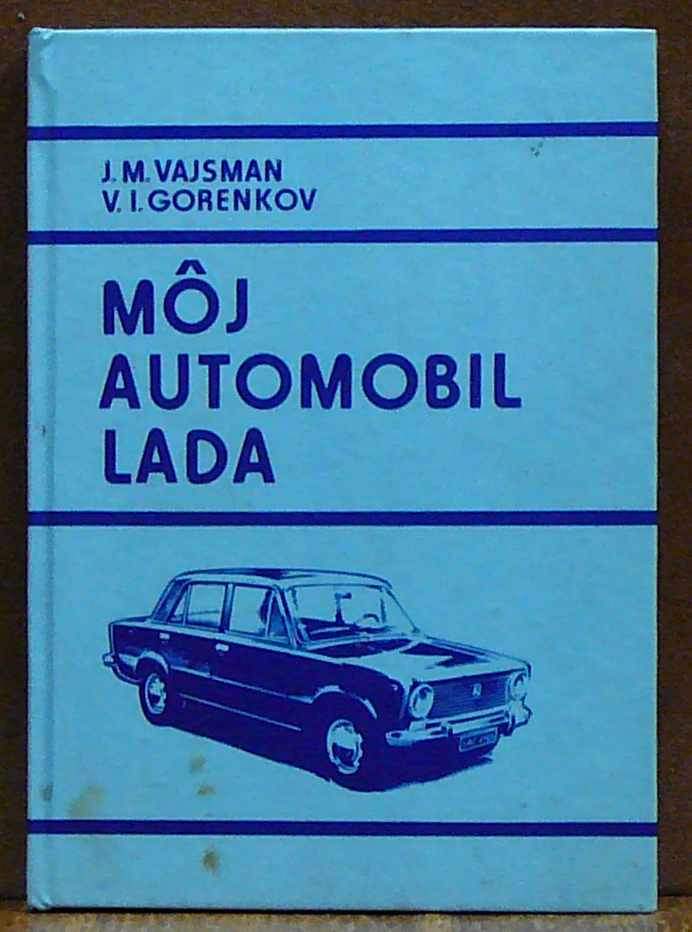 J. M. VAJSMAN
V. I. GORENKOV
MÔJ
AUTOMOBIL
LADA